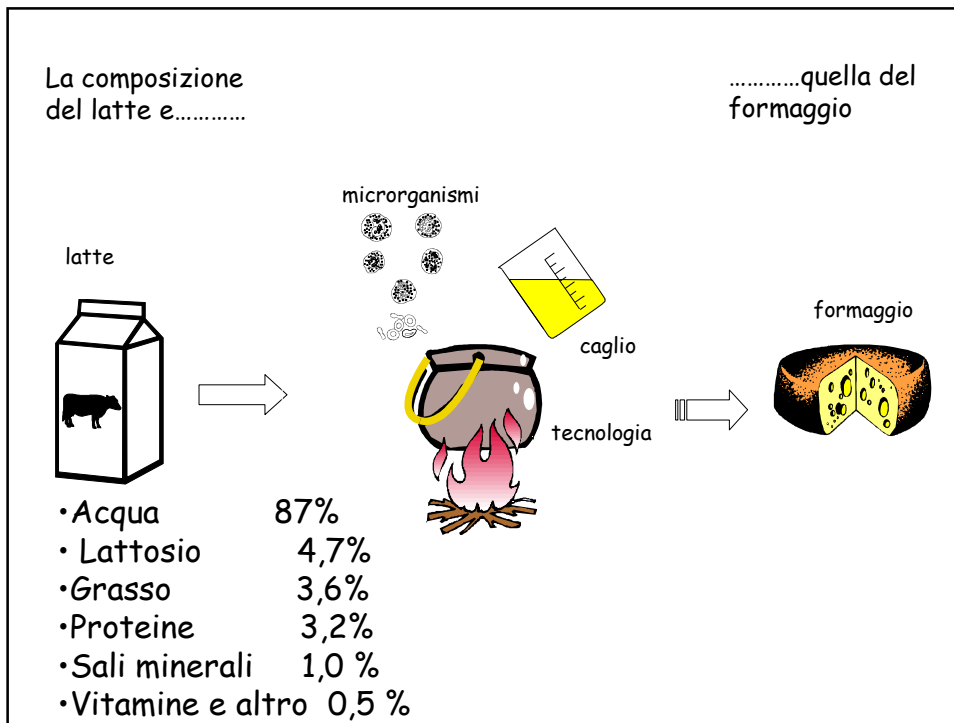 La composizione
del latte e…………
…………quella del
formaggio
microrganismi
latte
caglio
formaggio
tecnologia
•Acqua 87%
• Lattosio 4,7%
•Grasso 3,6%
•Proteine 3,2%
•Sali minerali 1,0 %
•Vitamine e altro 0,5 %